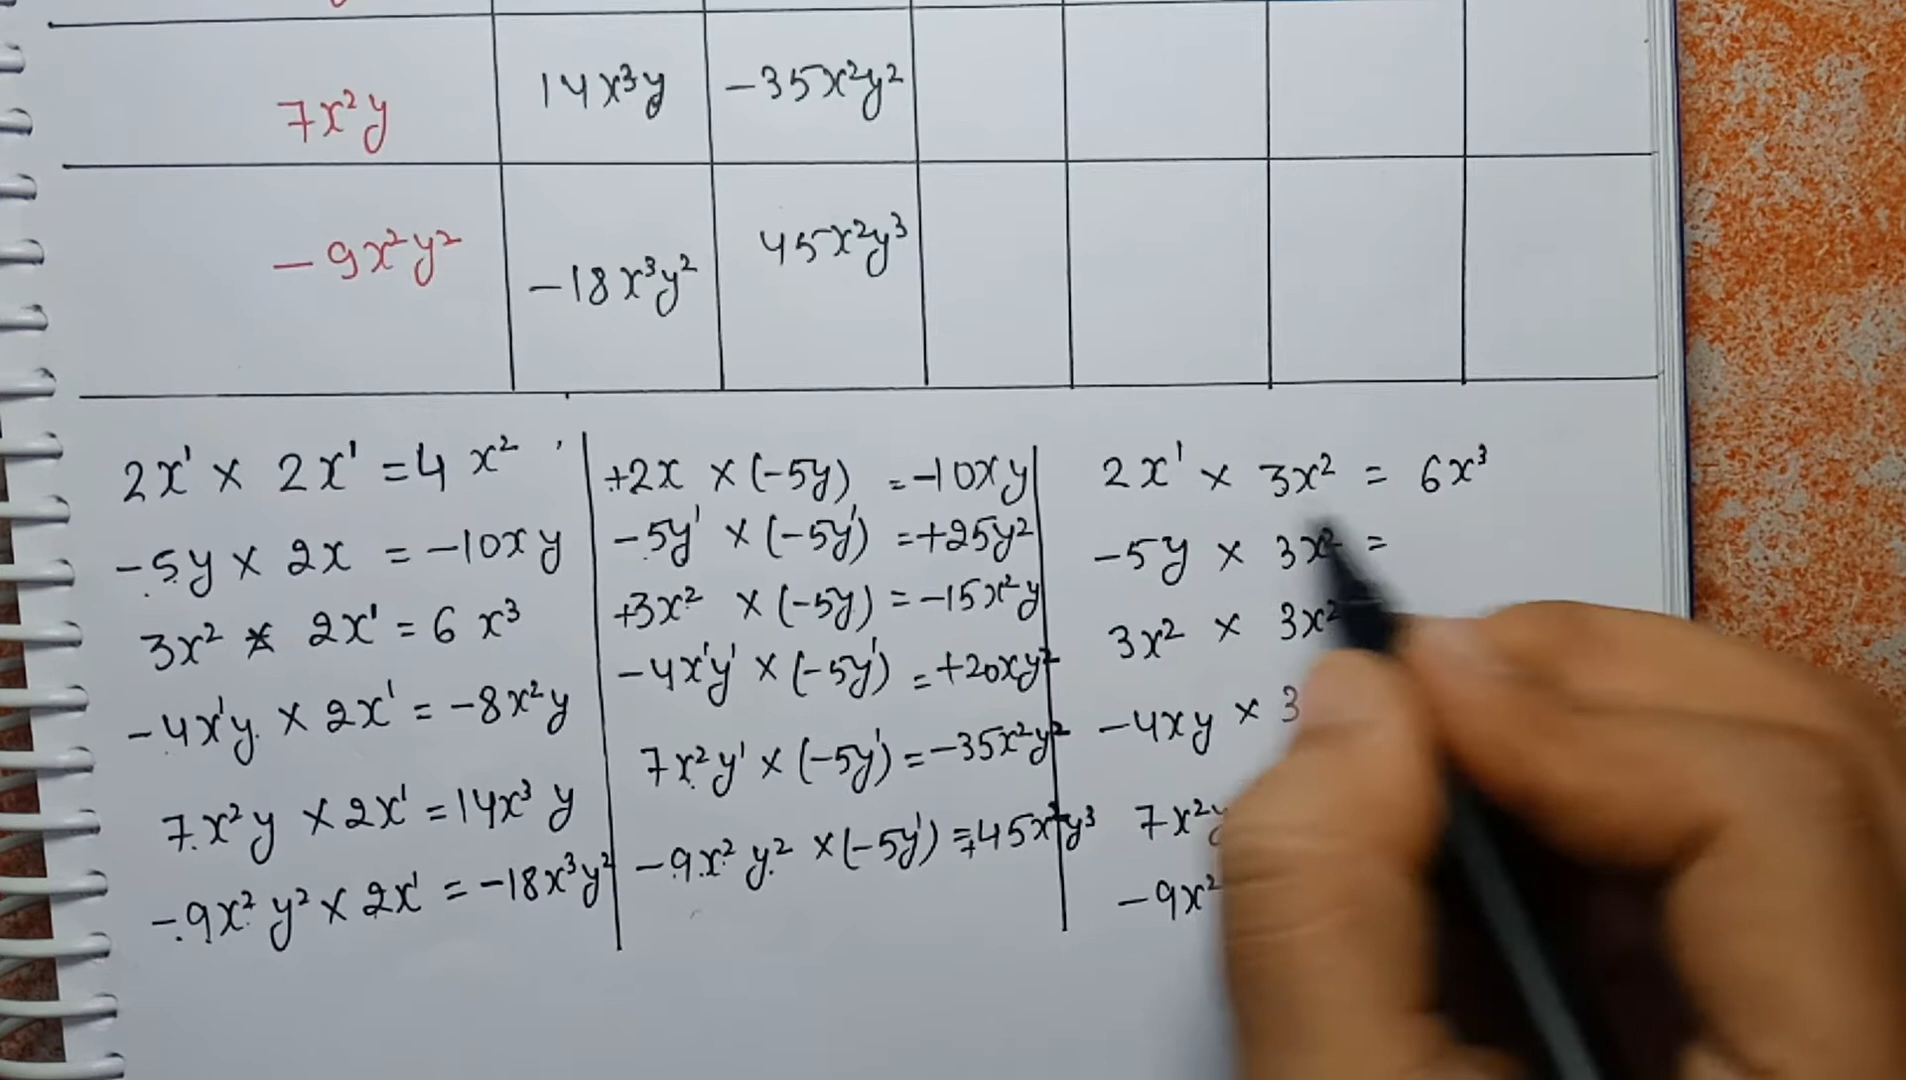 7x²y 14x³y -35x²y²
-9x²y² -18x³y² 45x²y³
2x¹ × 2x¹ = 4x²
-5y × 2x = -10xy
3x² × 2x¹ = 6x³
-4x¹y × 2x¹ = -8x²y
7x²y × 2x¹ = 14x³y
-9x²y² × 2x¹ = -18x³y²
+2x × (-5y) = -10xy
-5y¹ × (-5y¹) = +25y²
+3x² × (-5y) = -15x²y
-4x¹y¹ × (-5y¹) = +20xy²
7x²y¹ × (-5y¹) = -35x²y²
-9x²y² × (-5y¹) = +45x²y³
2x¹ × 3x² = 6x³
-5y × 3x² =
3x² × 3x²
-4xy × 3
7x²y
-9x²